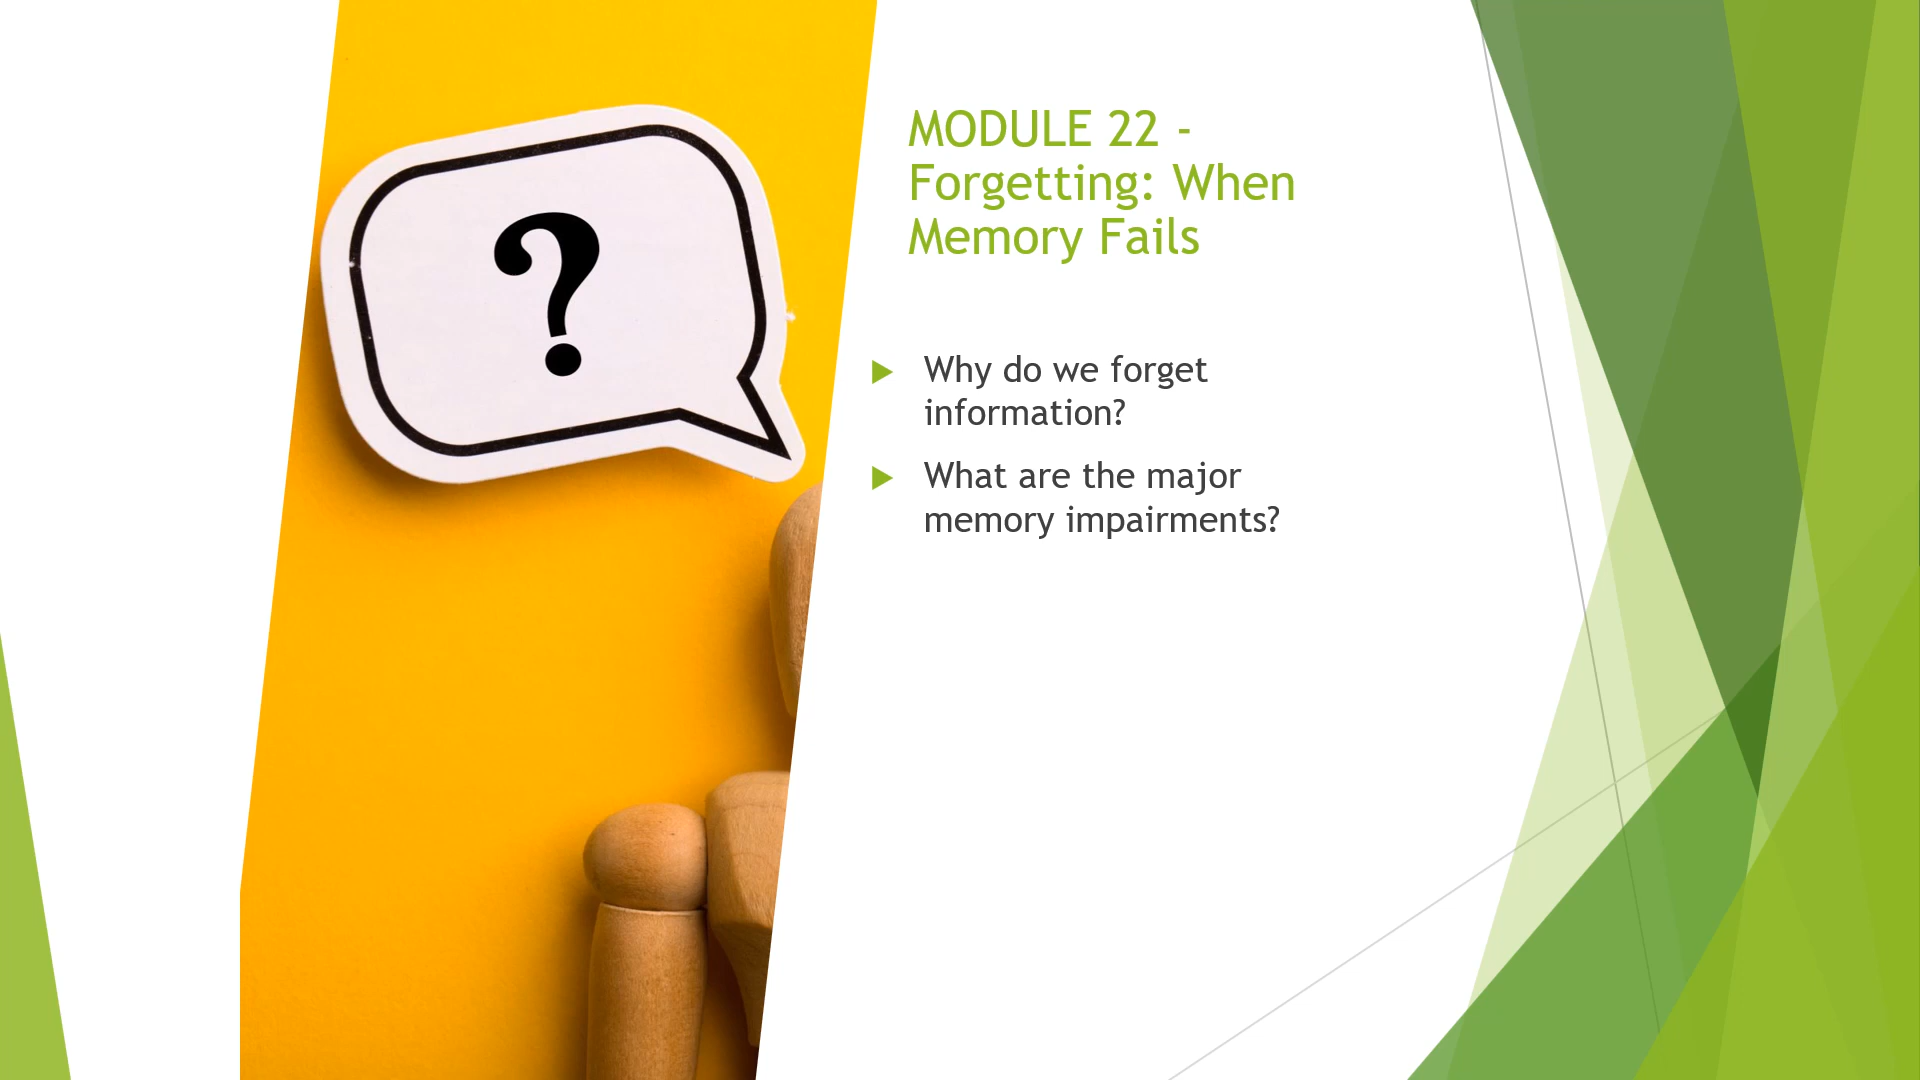 ?
MODULE 22 -
Forgetting: When
Memory Fails
Why do we forget
information?
What are the major
memory impairments?